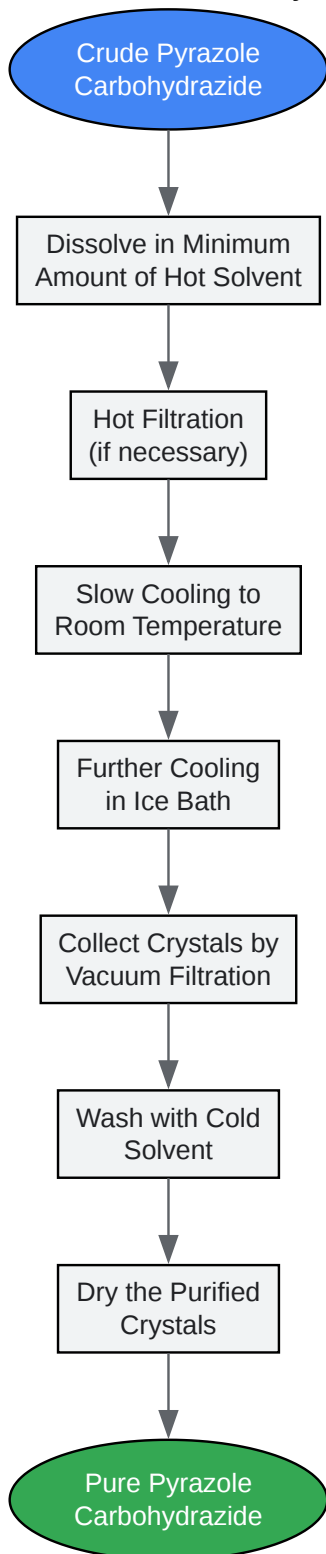 Crude Pyrazole
Carbohydrazide
Dissolve in Minimum
Amount of Hot Solvent
Hot Filtration
(if necessary)
Slow Cooling to
Room Temperature
Further Cooling
in Ice Bath
Collect Crystals by
Vacuum Filtration
Wash with Cold
Solvent
Dry the Purified
Crystals
Pure Pyrazole
Carbohydrazide